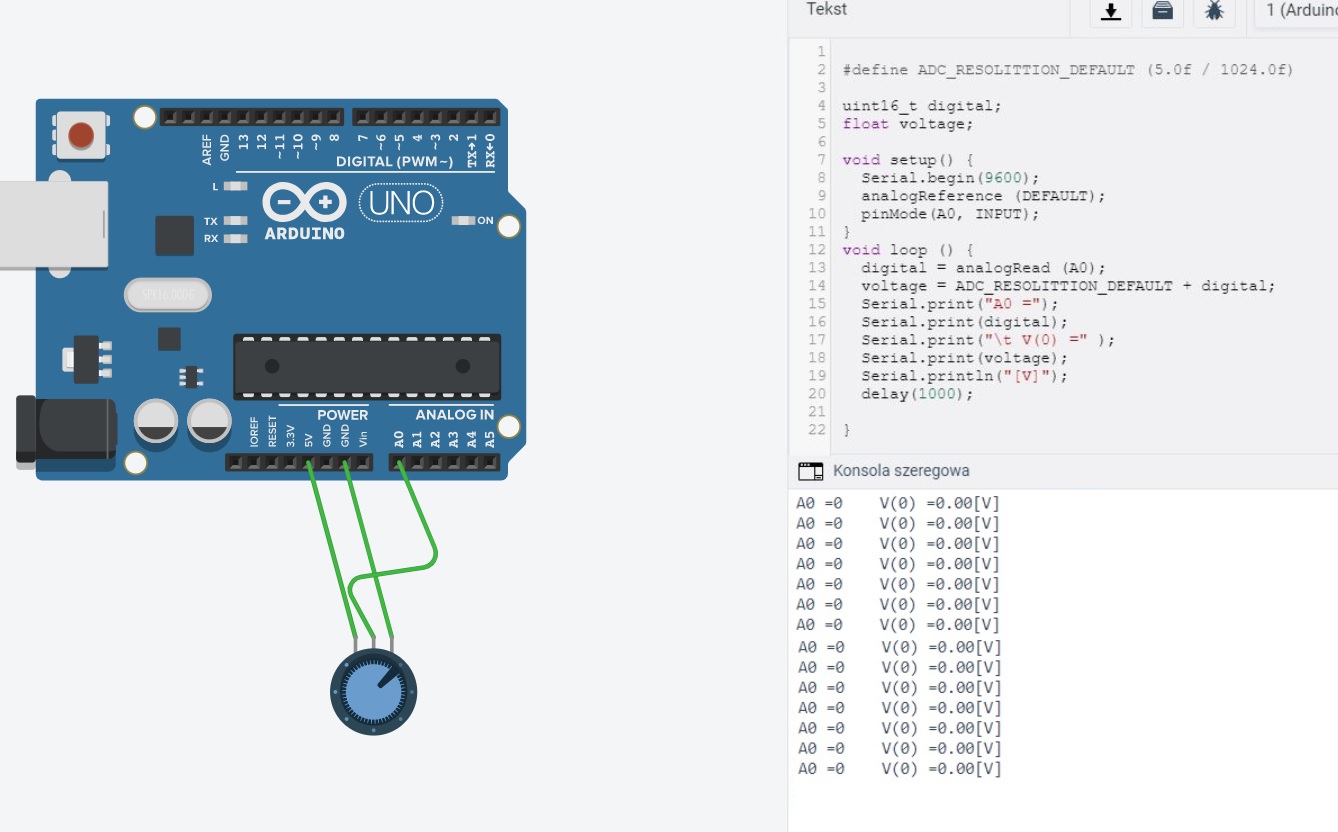 AREF
GND
13
12
~11
~10
~9
8
7
~6
~5
4
~3
2
TX→1
RX←0
DIGITAL (PWM~)
L
TX
RX
UNO
ON
ARDUINO
SPK16.000G
POWER
ANALOG IN
IOREF
RESET
3.3V
5V
GND
GND
Vin
A0
A1
A2
A3
A4
A5
Tekst
1 (Arduino
1
2 #define ADC_RESOLITTION_DEFAULT (5.0f / 1024.0f)
3
4 uint16_t digital;
5 float voltage;
6
7 void setup() {
8 Serial.begin(9600);
9 analogReference (DEFAULT);
10 pinMode(A0, INPUT);
11 }
12 void loop () {
13 digital = analogRead (A0);
14 voltage = ADC_RESOLITTION_DEFAULT + digital;
15 Serial.print("A0 =");
16 Serial.print(digital);
17 Serial.print("\t V(0) =" );
18 Serial.print(voltage);
19 Serial.println("[V]");
20 delay(1000);
21
22 }
Konsola szeregowa
A0 =0 V(0) =0.00[V]
A0 =0 V(0) =0.00[V]
A0 =0 V(0) =0.00[V]
A0 =0 V(0) =0.00[V]
A0 =0 V(0) =0.00[V]
A0 =0 V(0) =0.00[V]
A0 =0 V(0) =0.00[V]
A0 =0 V(0) =0.00[V]
A0 =0 V(0) =0.00[V]
A0 =0 V(0) =0.00[V]
A0 =0 V(0) =0.00[V]
A0 =0 V(0) =0.00[V]
A0 =0 V(0) =0.00[V]
A0 =0 V(0) =0.00[V]